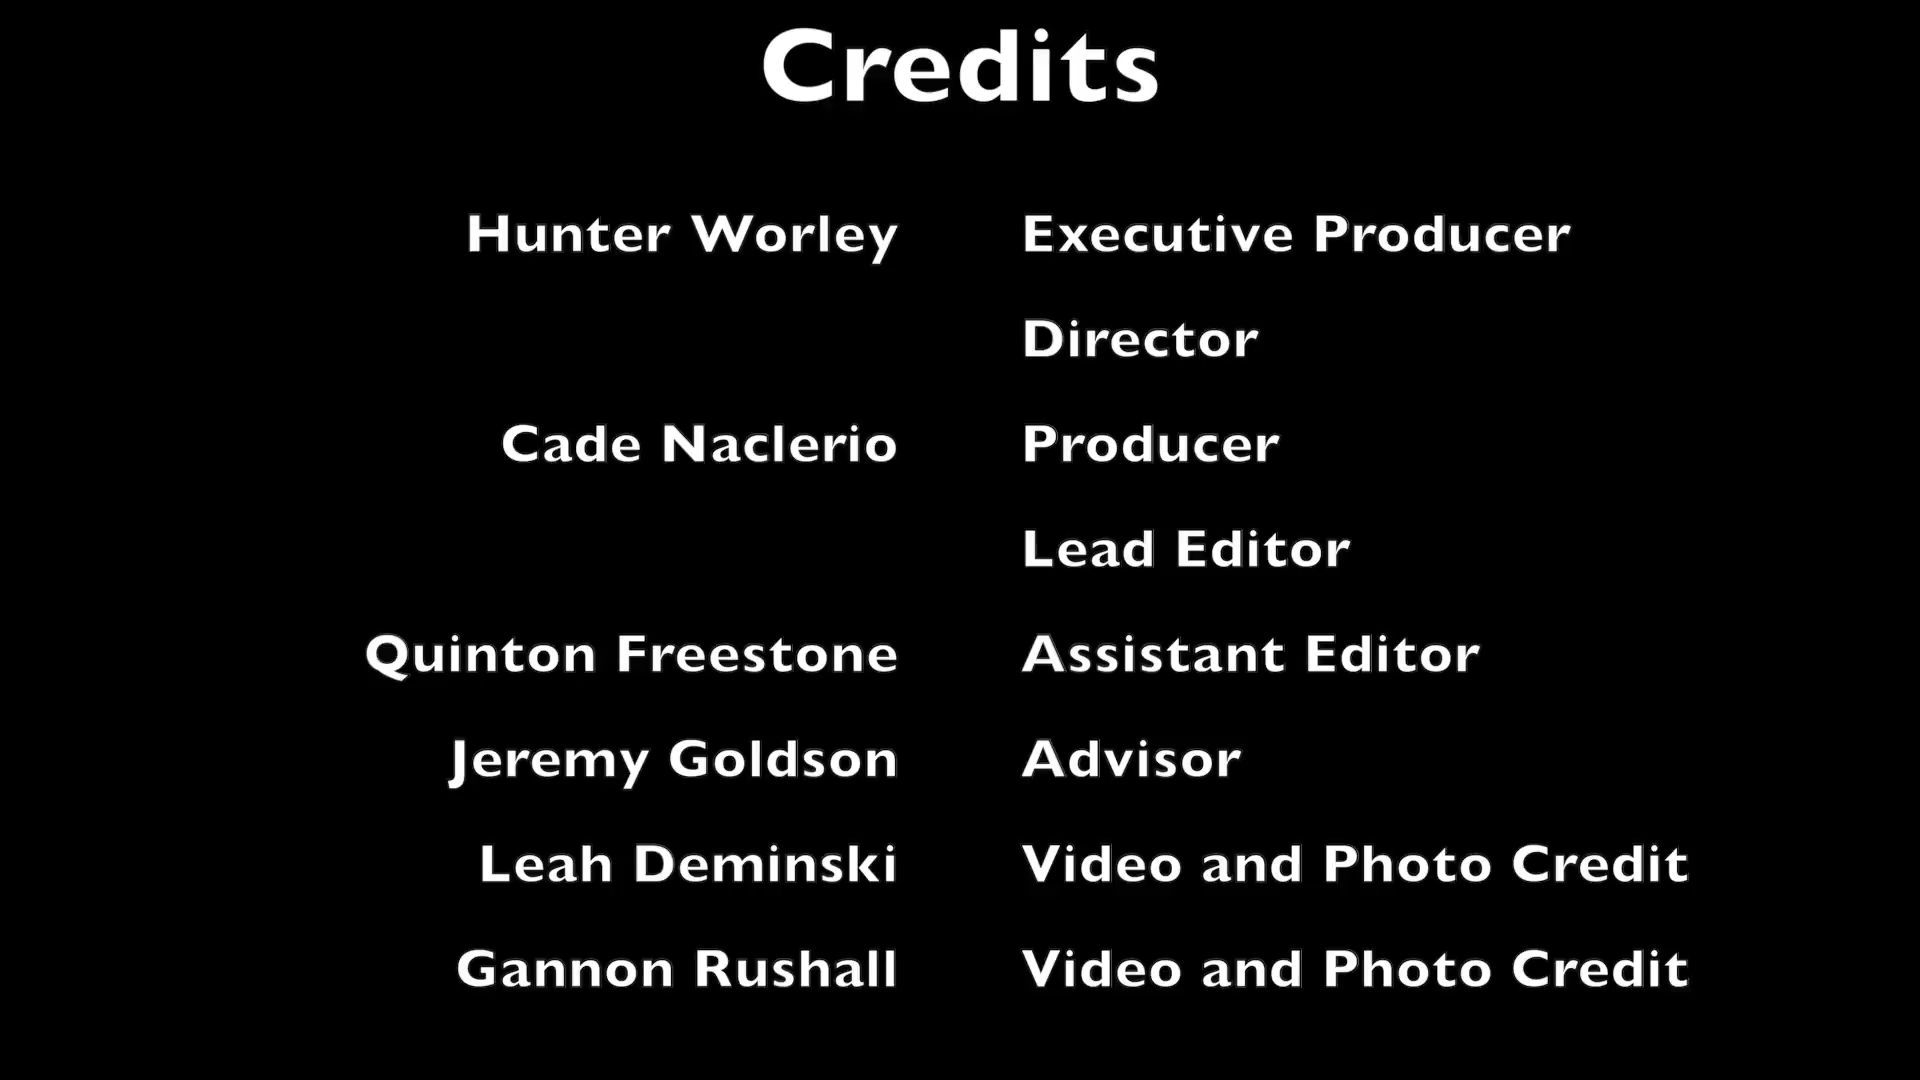 Credits
Hunter Worley Executive Producer
Director
Cade Naclerio Producer
Lead Editor
Quinton Freestone Assistant Editor
Jeremy Goldson Advisor
Leah Deminski Video and Photo Credit
Gannon Rushall Video and Photo Credit